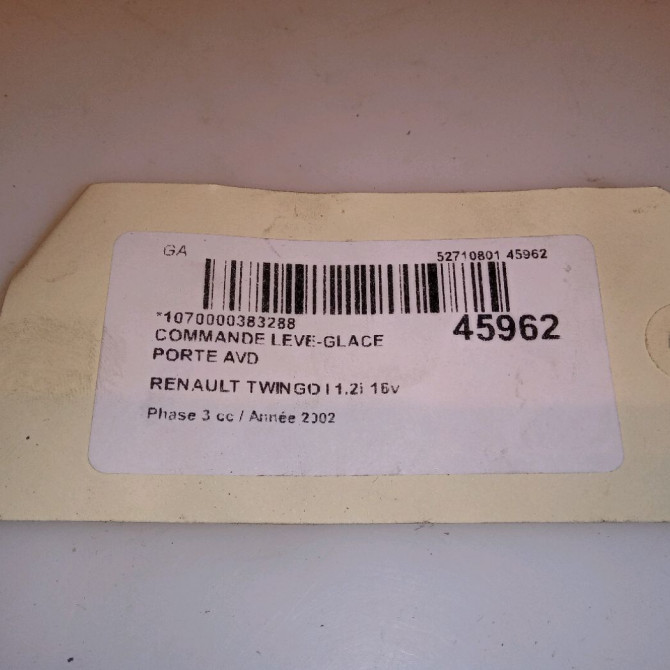 GA
52710801 45962
*1070000383288
45962
COMMANDE LEVE-GLACE
PORTE AVD
RENAULT TWINGO I 1.2i 16v
Phase 3 cc / Année 2002